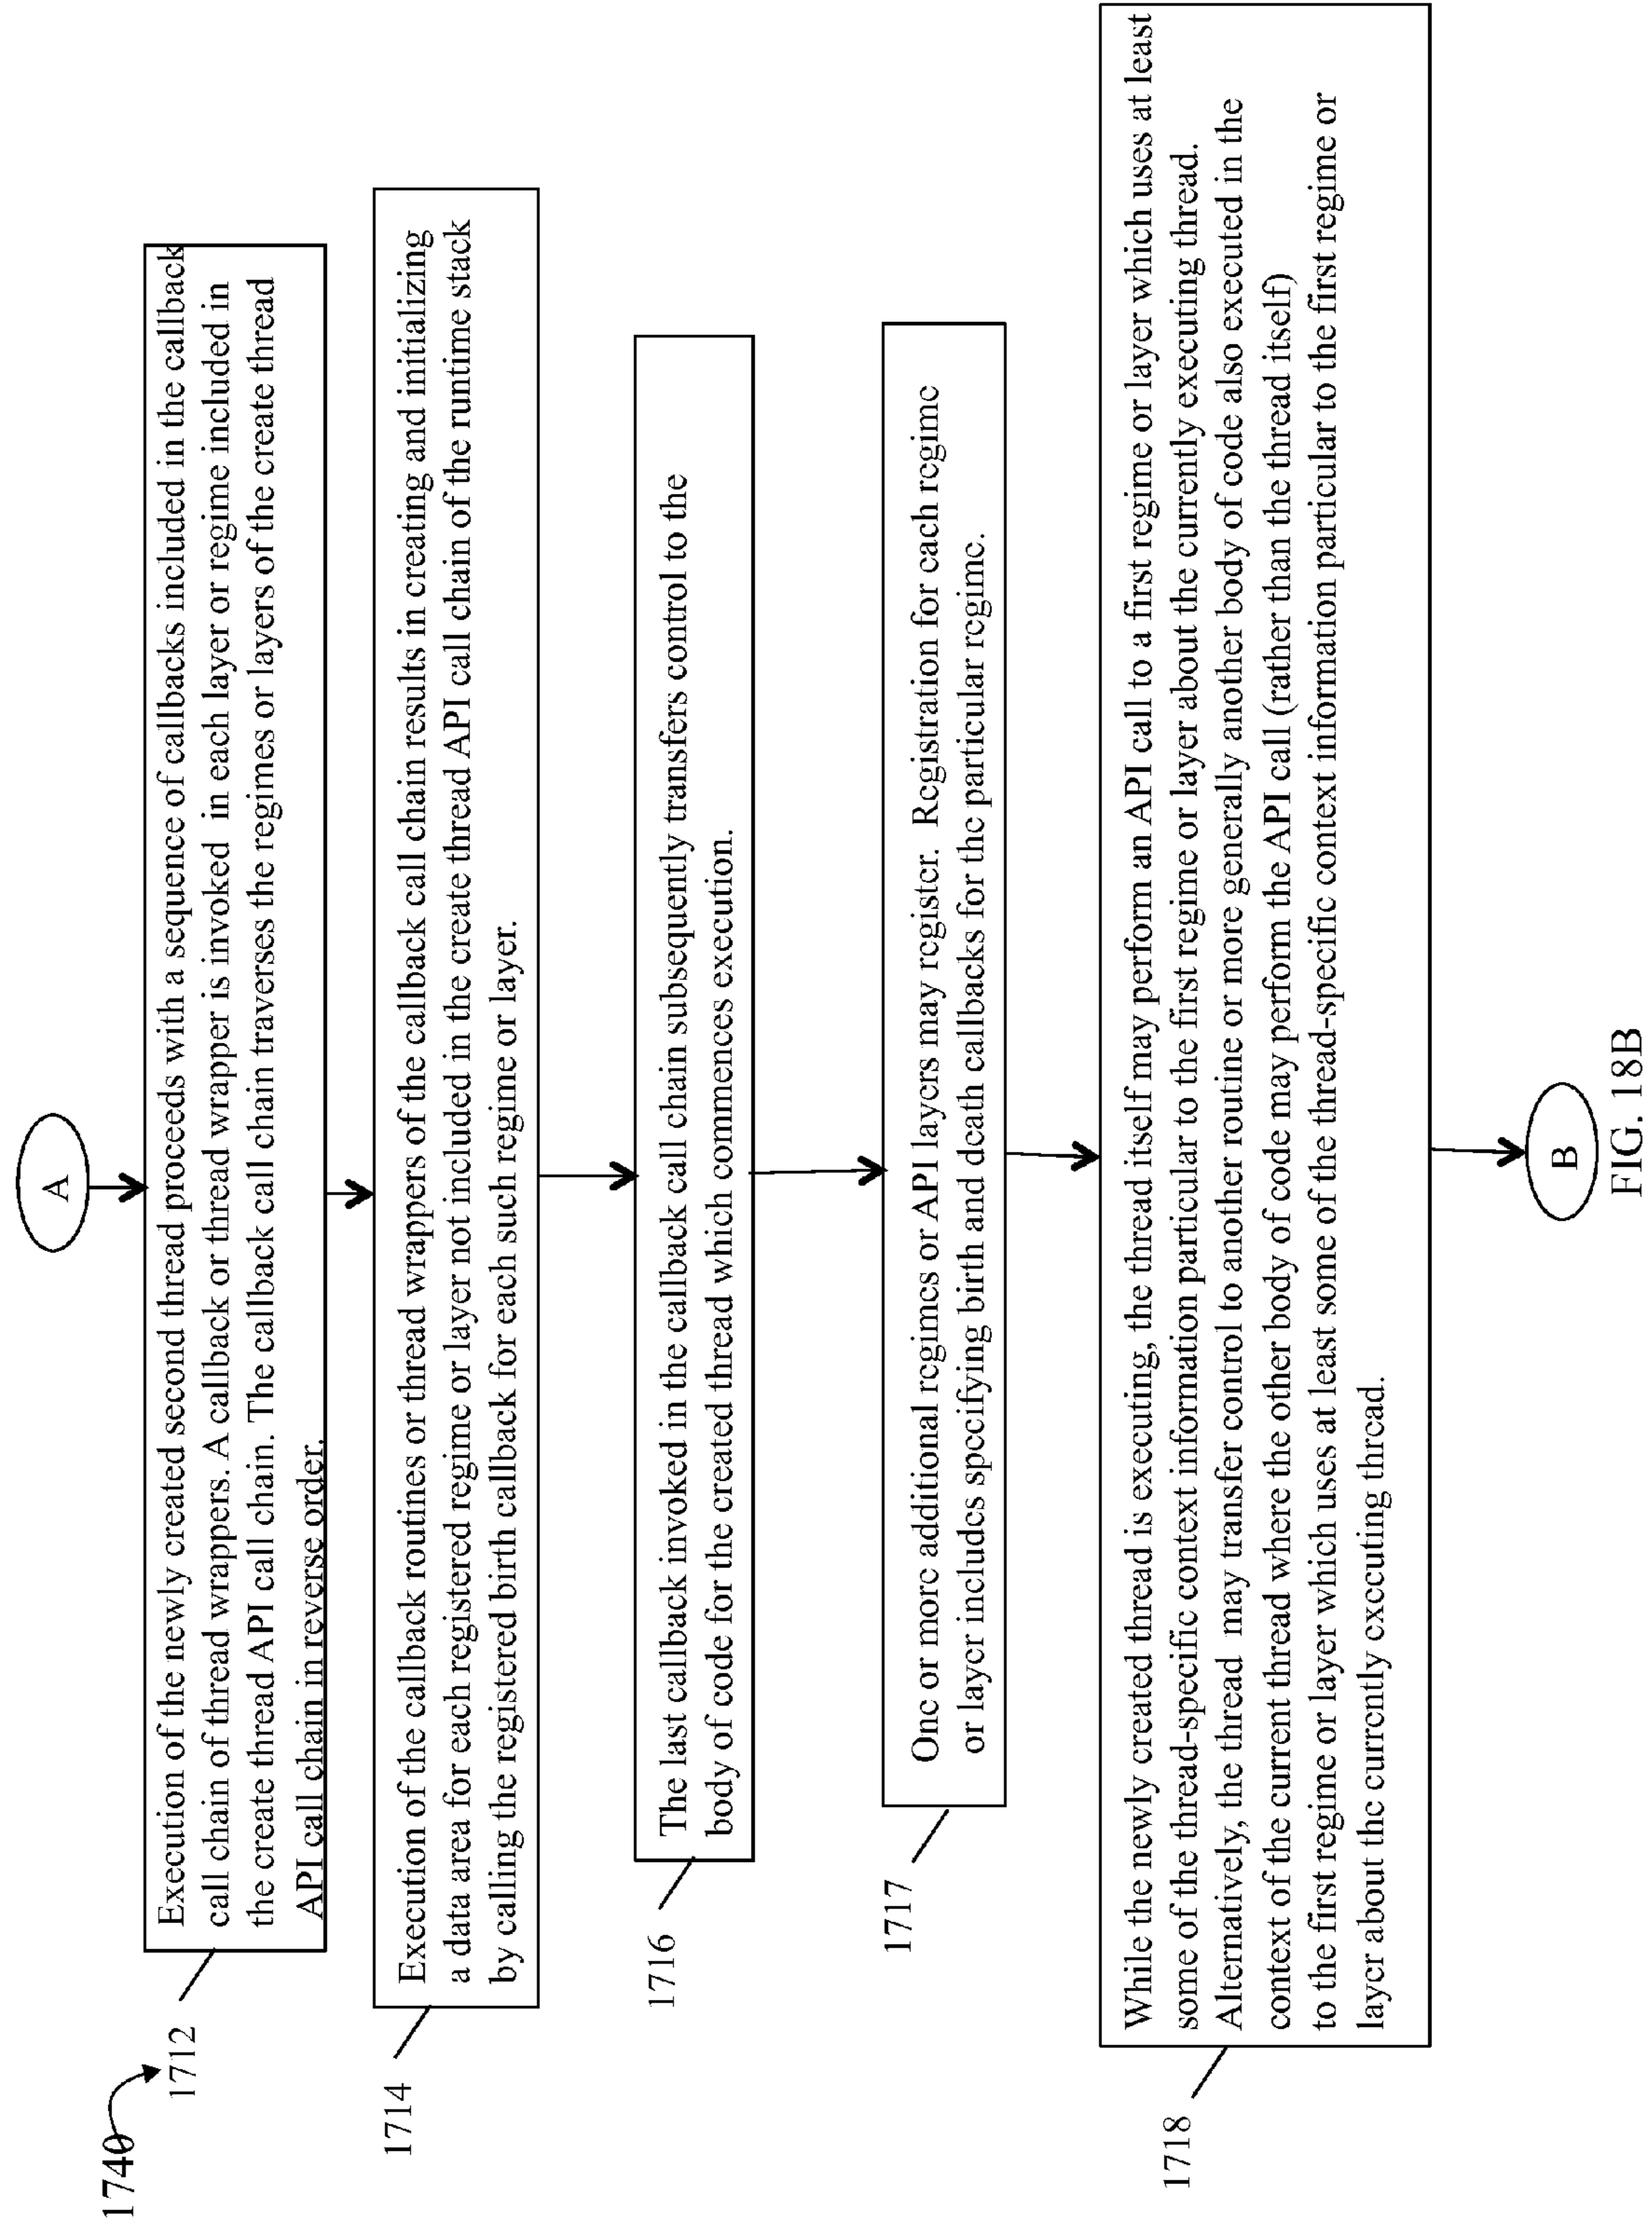 A
Execution of the newly created second thread proceeds with a sequence of callbacks included in the callback
call chain of thread wrappers. A callback or thread wrapper is invoked in each layer or regime included in
the create thread API call chain. The callback call chain traverses the regimes or layers of the create thread
API call chain in reverse order.
1740
1712
Execution of the callback routines or thread wrappers of the callback call chain results in creating and initializing
a data area for each registered regime or layer not included in the create thread API call chain of the runtime stack
by calling the registered birth callback for each such regime or layer.
1714
The last callback invoked in the callback call chain subsequently transfers control to the
body of code for the created thread which commences execution.
1716
One or more additional regimes or API layers may register. Registration for each regime
or layer includes specifying birth and death callbacks for the particular regime.
1717
While the newly created thread is executing, the thread itself may perform an API call to a first regime or layer which uses at least
some of the thread-specific context information particular to the first regime or layer about the currently executing thread.
Alternatively, the thread may transfer control to another routine or more generally another body of code also executed in the
context of the current thread where the other body of code may perform the API call (rather than the thread itself)
to the first regime or layer which uses at least some of the thread-specific context information particular to the first regime or
layer about the currently executing thread.
1718
B
FIG. 18B